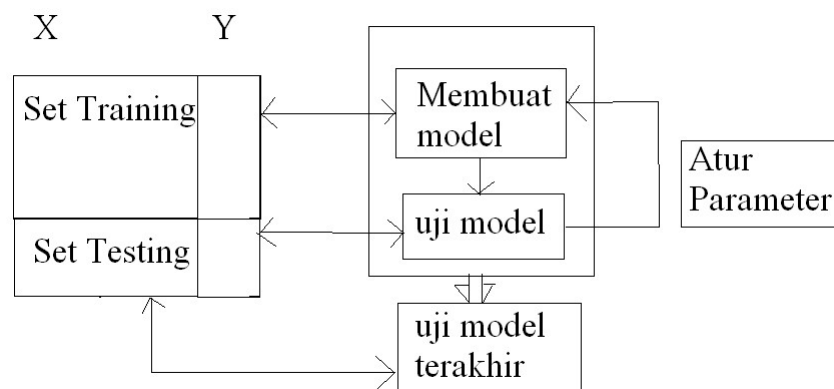 X Y
Set Training
Set Testing
Membuat
model
uji model
Atur
Parameter
uji model
terakhir